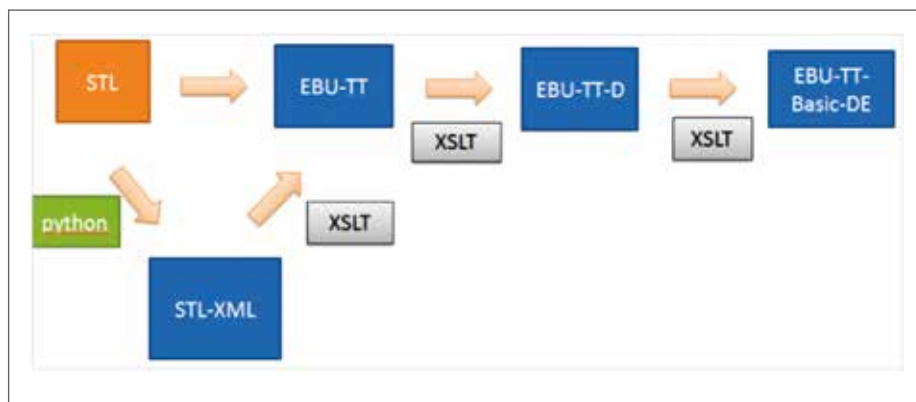 STL
EBU-TT
EBU-TT-D
EBU-TT-
Basic-DE
XSLT
XSLT
python
XSLT
STL-XML